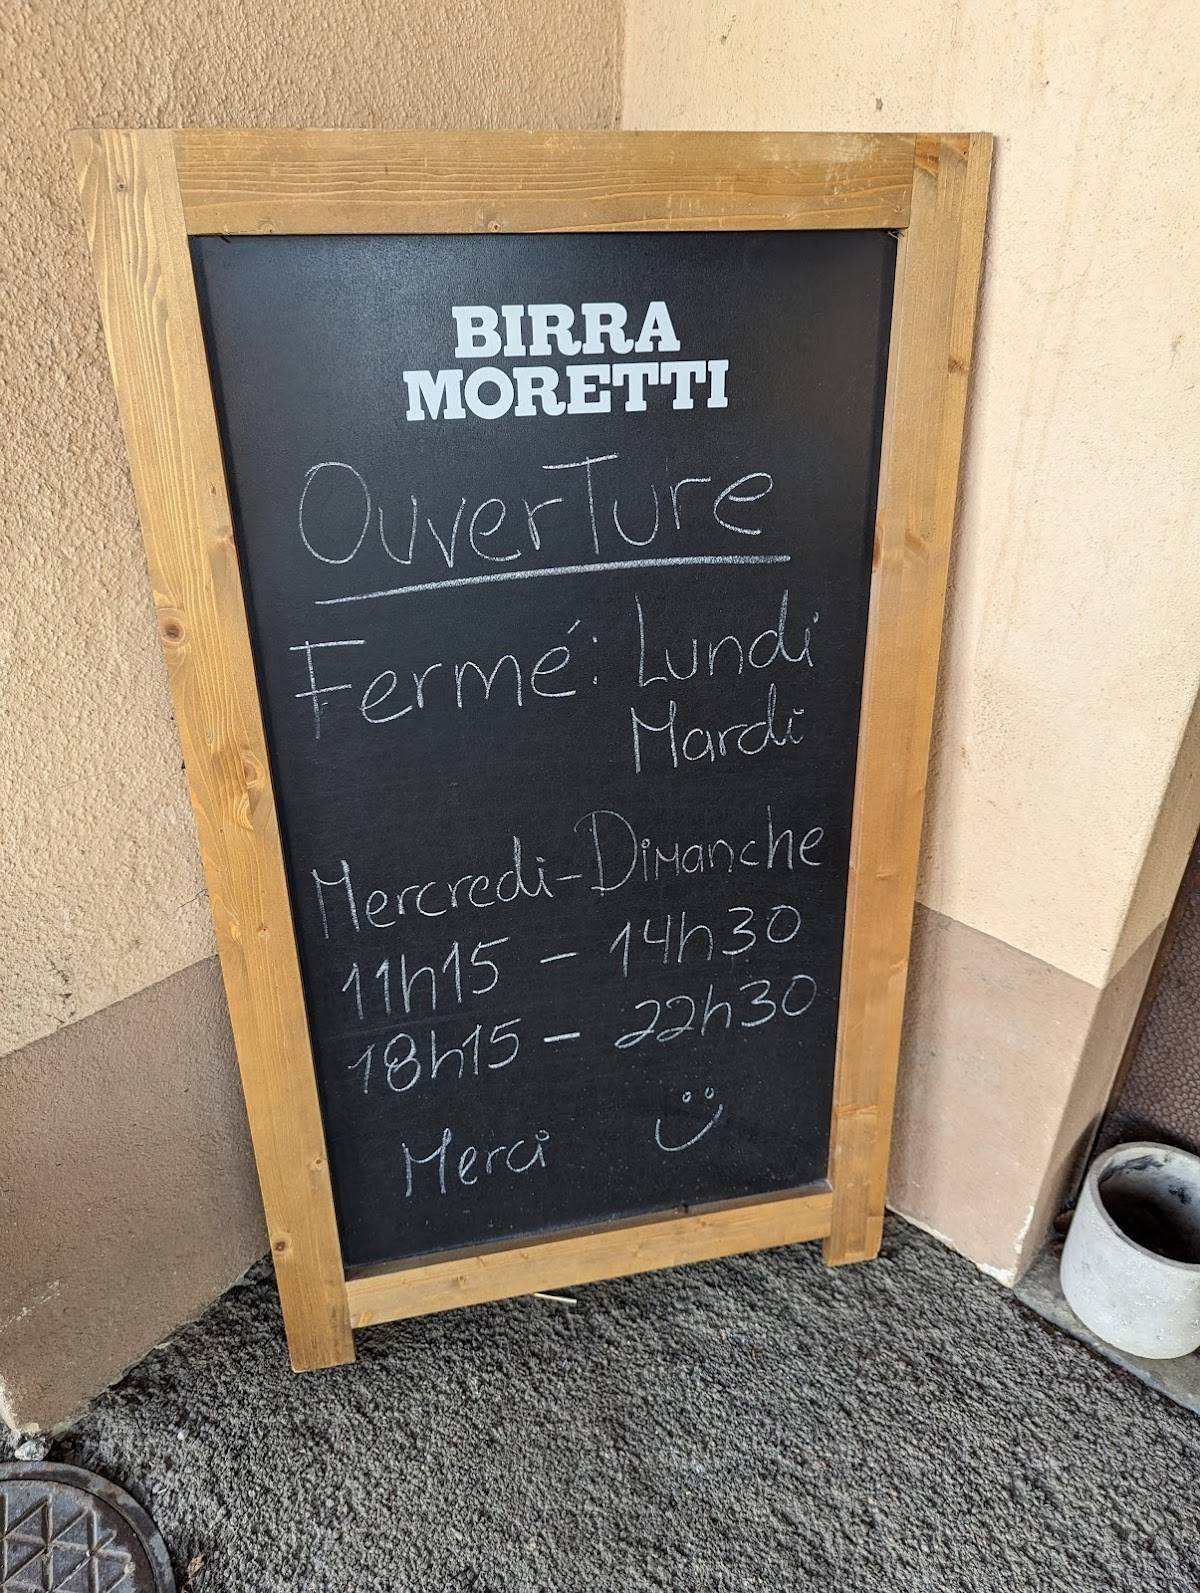 BIRRA
MORETTI
Ouverture
Fermé: Lundi
Mardi
Mercredi-Dimanche
11h15 - 14h30
18h15 - 22h30
Merci